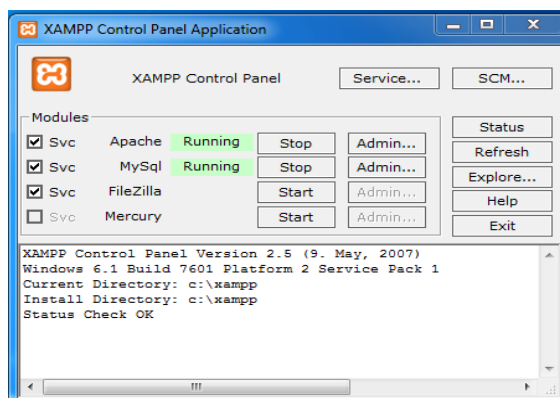 XAMPP Control Panel Application
XAMPP Control Panel Service... SCM...
Modules
Svc Apache Running Stop Admin...
Svc MySql Running Stop Admin...
Svc FileZilla Start Admin...
Svc Mercury Start Admin...
Status
Refresh
Explore...
Help
Exit
XAMPP Control Panel Version 2.5 (9. May, 2007)
Windows 6.1 Build 7601 Platform 2 Service Pack 1
Current Directory: c:\xampp
Install Directory: c:\xampp
Status Check OK